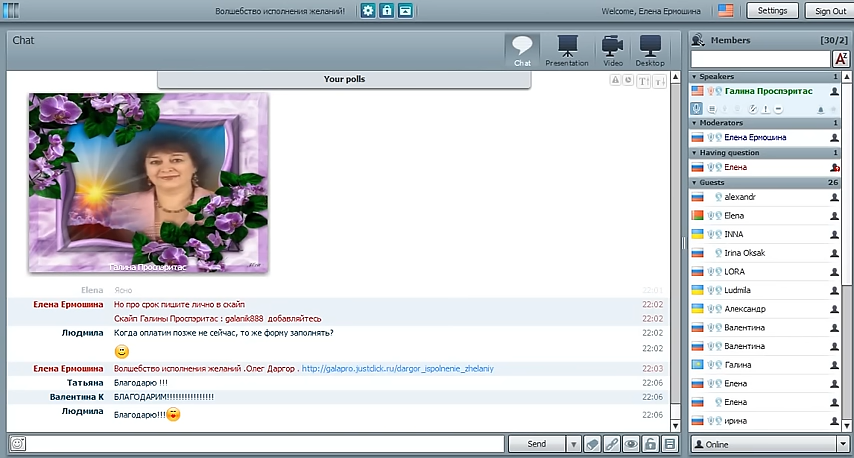 Волшебство исполнения желаний!
Welcome, Елена Ермошина
Settings
Sign Out
Chat
Chat
Presentation
Video
Desktop
Your polls
Галина Проспэритас
Elena Ясно 22:01
Елена Ермошина Но про срок пишите лично в скайп 22:02
Скайп Галины Проспэритас : galanik888 добавляйтесь 22:02
Людмила Когда оплатин позже не сейчас, то же форну заполнять? 22:02
22:02
Елена Ермошина Волшебство исполнения желаний .Олег Даргор . http://galapro.justclick.ru/dargor_ispolnenie_zhelaniy 22:03
Татьяна Благодарю !!! 22:06
Валентина К БЛАГОДАРИМ!!!!!!!!!!!!!!!! 22:06
Людмила Благодарю!!! 22:06
Send
Members [30/2]
Speakers 1
Галина Проспэритас
Moderators 1
Елена Ермошина
Having question 1
Елена
Guests 26
alexandr
Elena
INNA
Irina Oksak
LORA
Ludmila
Александр
Валентина
Валентина
Галина
Елена
Елена
ирина
Online